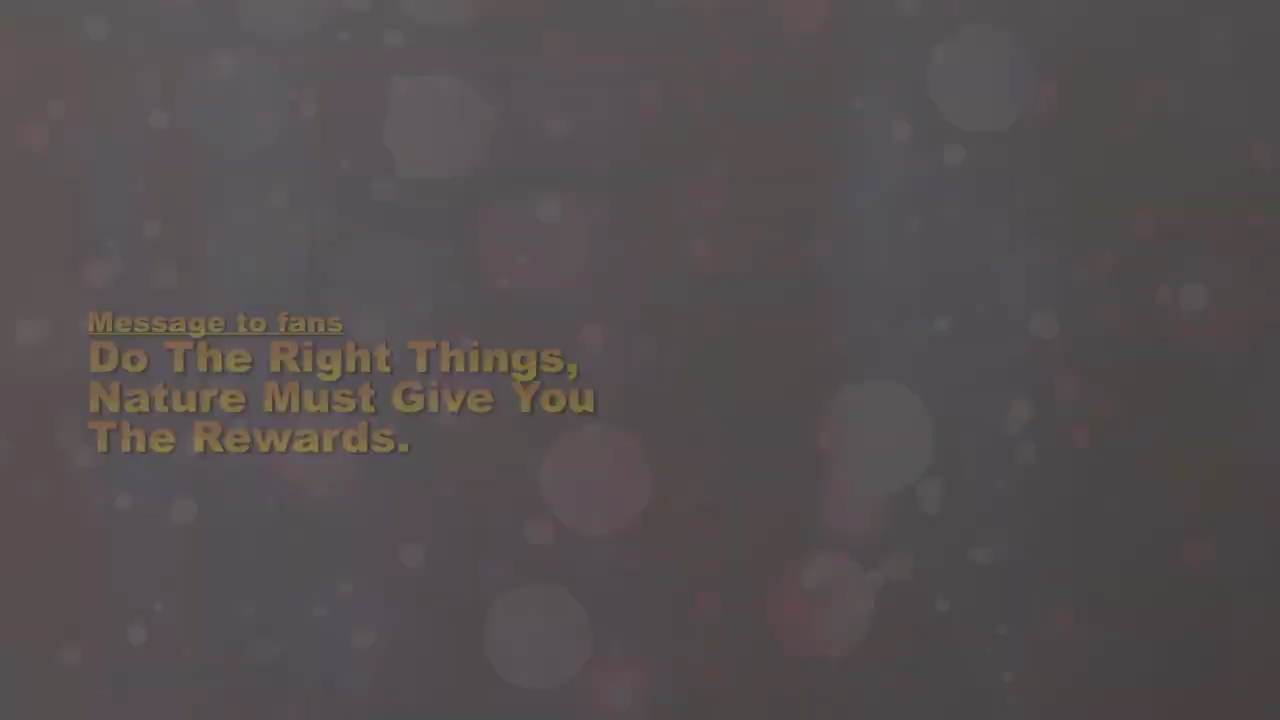 Message to fans
Do The Right Things,
Nature Must Give You
The Rewards.